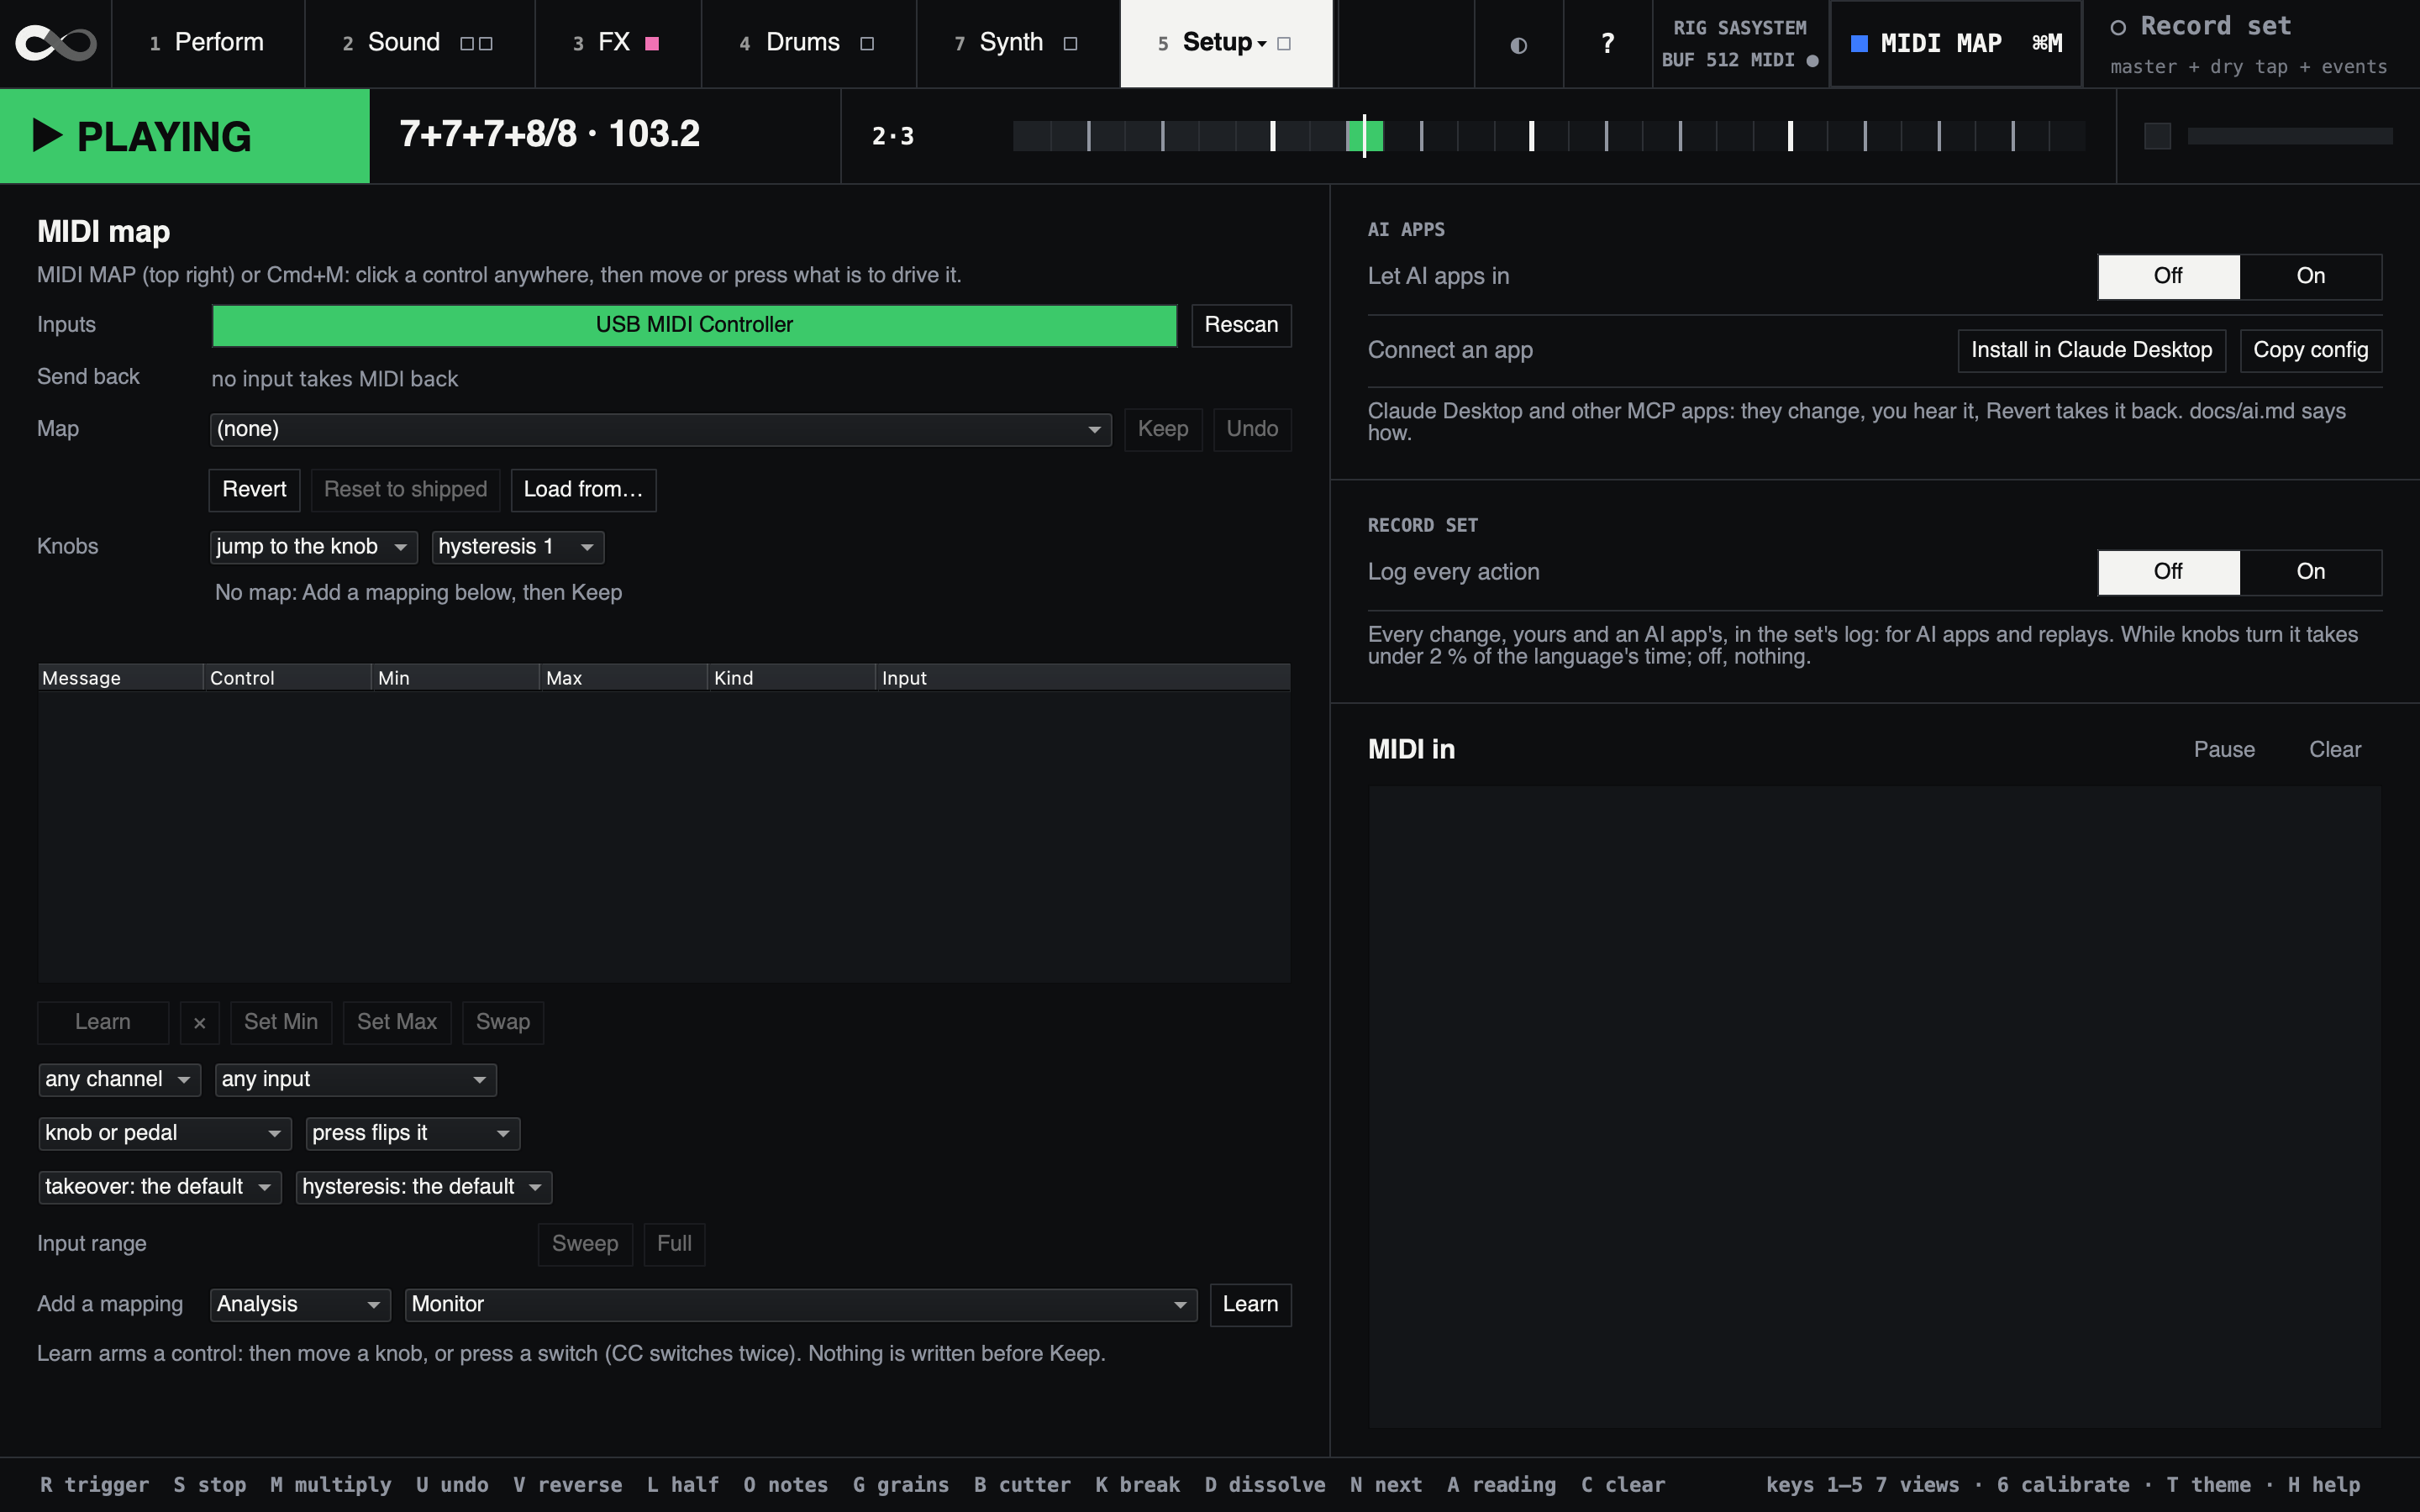 1 Perform
2 Sound
3 FX
4 Drums
7 Synth
5 Setup
?
RIG SASYSTEM
BUF 512 MIDI
MIDI MAP ⌘M
Record set
master + dry tap + events
PLAYING
7+7+7+8/8 · 103.2
2·3
MIDI map
MIDI MAP (top right) or Cmd+M: click a control anywhere, then move or press what is to drive it.
Inputs
USB MIDI Controller
Rescan
Send back
no input takes MIDI back
Map
(none)
Keep
Undo
Revert
Reset to shipped
Load from…
Knobs
jump to the knob
hysteresis 1
No map: Add a mapping below, then Keep
Message
Control
Min
Max
Kind
Input
Learn
×
Set Min
Set Max
Swap
any channel
any input
knob or pedal
press flips it
takeover: the default
hysteresis: the default
Input range
Sweep
Full
Add a mapping
Analysis
Monitor
Learn
Learn arms a control: then move a knob, or press a switch (CC switches twice). Nothing is written before Keep.
AI APPS
Let AI apps in
Off
On
Connect an app
Install in Claude Desktop
Copy config
Claude Desktop and other MCP apps: they change, you hear it, Revert takes it back. docs/ai.md says
how.
RECORD SET
Log every action
Off
On
Every change, yours and an AI app's, in the set's log: for AI apps and replays. While knobs turn it takes
under 2 % of the language's time; off, nothing.
MIDI in
Pause
Clear
R trigger S stop M multiply U undo V reverse L half O notes G grains B cutter K break D dissolve N next A reading C clear
keys 1–5 7 views · 6 calibrate · T theme · H help